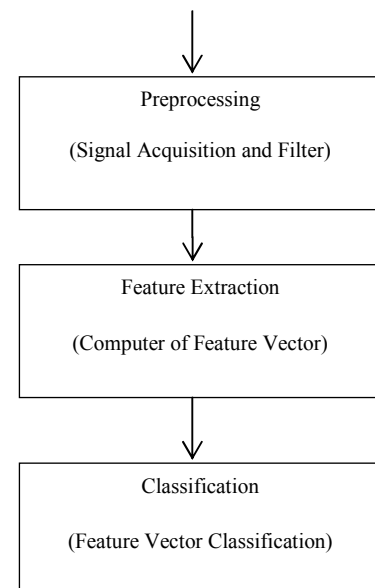 Preprocessing
(Signal Acquisition and Filter)
Feature Extraction
(Computer of Feature Vector)
Classification
(Feature Vector Classification)